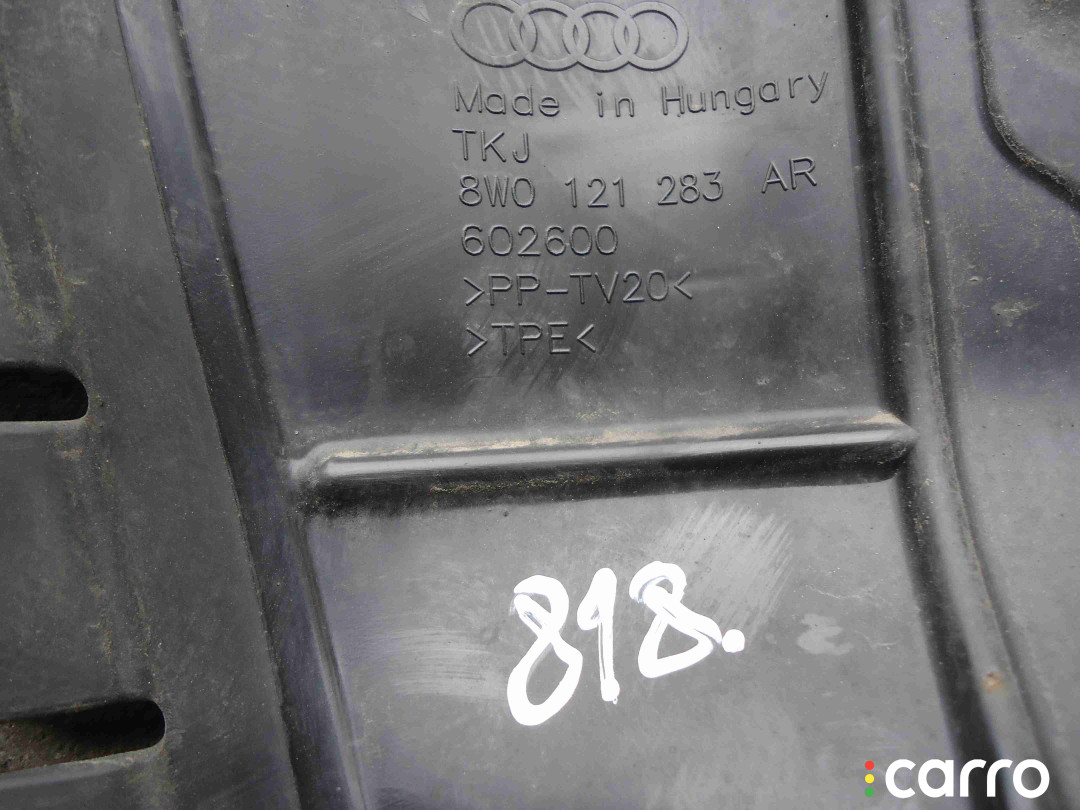 Made in Hungary
TKJ
8W0 121 283 AR
602600
>PP-TV20<
>TPE<
818.
carro